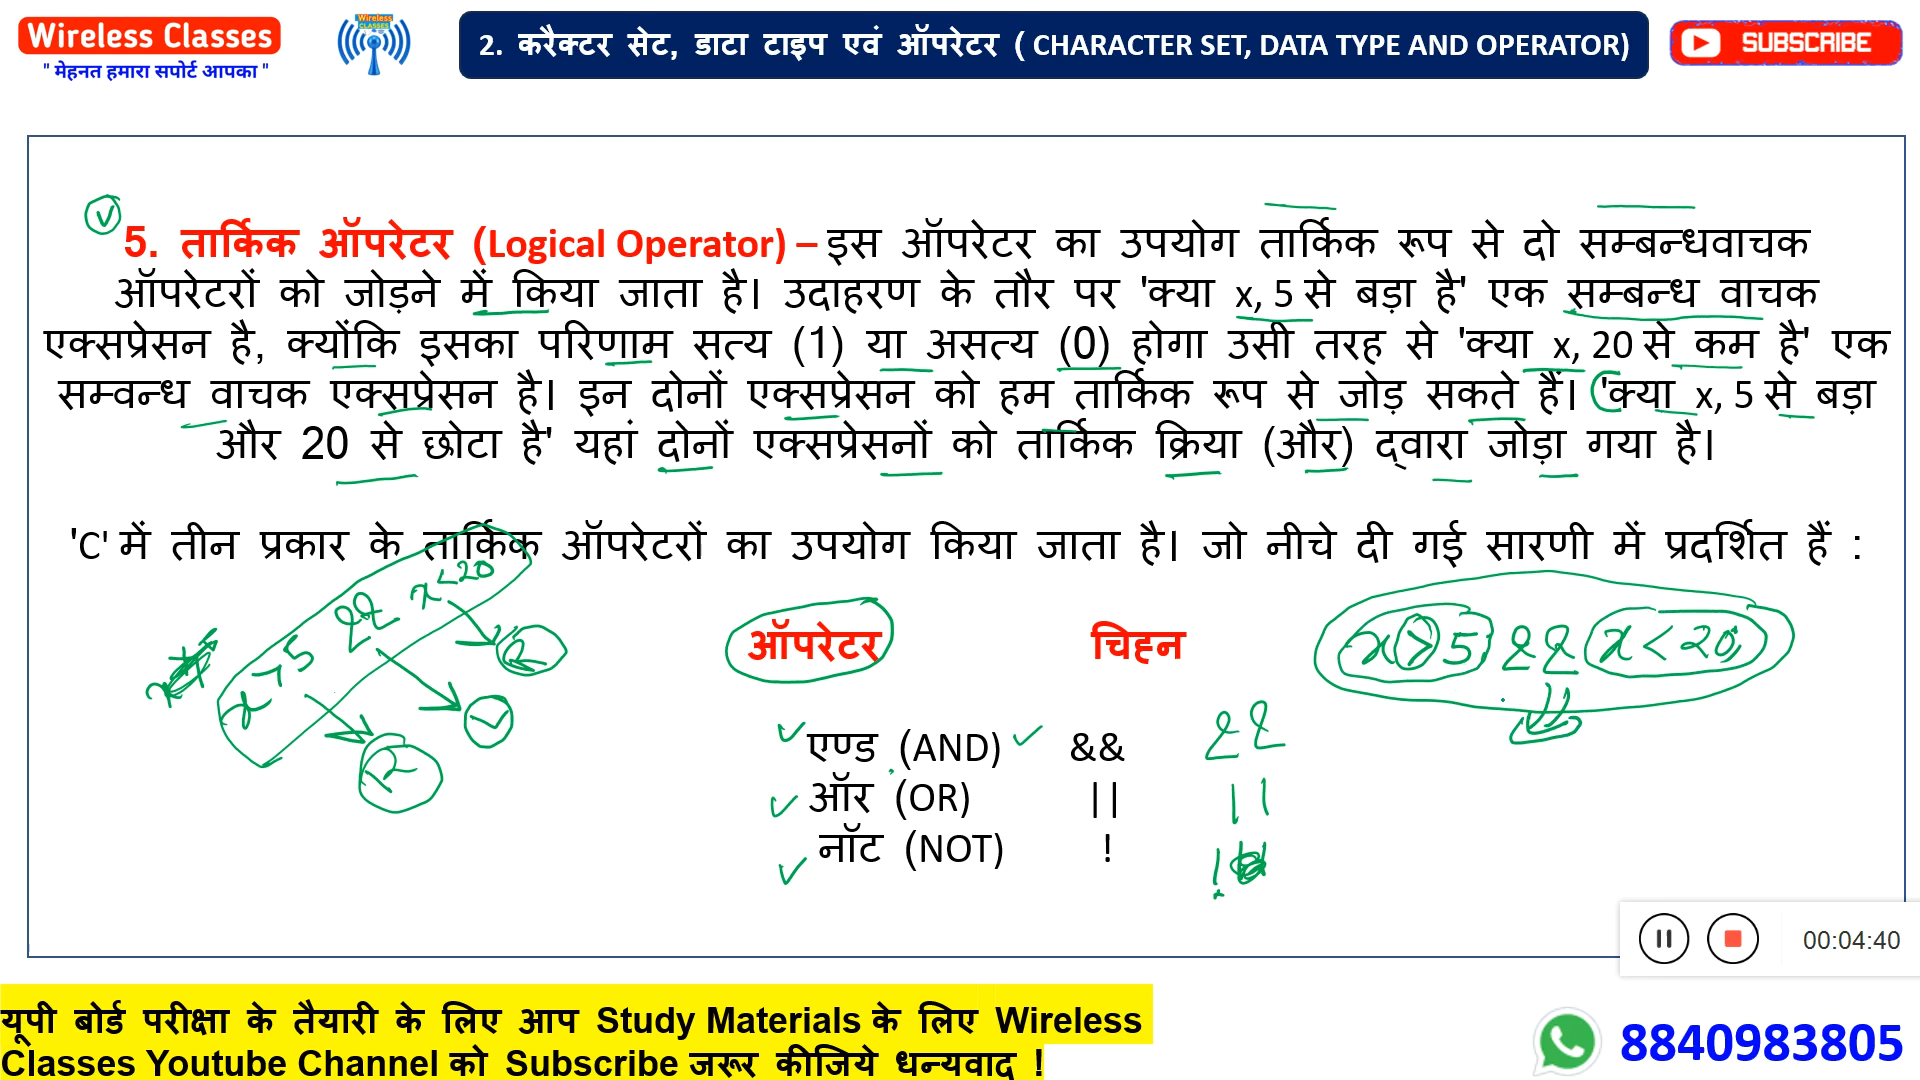 Wireless Classes
" मेहनत हमारा सपोर्ट आपका "
Wireless
CLASSES
2. करैक्टर सेट, डाटा टाइप एवं ऑपरेटर ( CHARACTER SET, DATA TYPE AND OPERATOR)
SUBSCRIBE
5. तार्किक ऑपरेटर (Logical Operator) – इस ऑपरेटर का उपयोग तार्किक रूप से दो सम्बन्धवाचक
ऑपरेटरों को जोड़ने में किया जाता है। उदाहरण के तौर पर 'क्या x, 5 से बड़ा है' एक सम्बन्ध वाचक
एक्सप्रेसन है, क्योंकि इसका परिणाम सत्य (1) या असत्य (0) होगा उसी तरह से 'क्या x, 20 से कम है' एक
सम्वन्ध वाचक एक्सप्रेसन है। इन दोनों एक्सप्रेसन को हम तार्किक रूप से जोड़ सकते हैं। 'क्या x, 5 से बड़ा
और 20 से छोटा है' यहां दोनों एक्सप्रेसनों को तार्किक क्रिया (और) द्वारा जोड़ा गया है।
'C' में तीन प्रकार के तार्किक ऑपरेटरों का उपयोग किया जाता है। जो नीचे दी गई सारणी में प्रदर्शित हैं :
x>5 && x<20
R
R
ऑपरेटर चिह्न
x>5 && x<20
एण्ड (AND) && &&
ऑर (OR) || ||
नॉट (NOT) ! !
00:04:40
यूपी बोर्ड परीक्षा के तैयारी के लिए आप Study Materials के लिए Wireless
Classes Youtube Channel को Subscribe जरूर कीजिये धन्यवाद !
8840983805